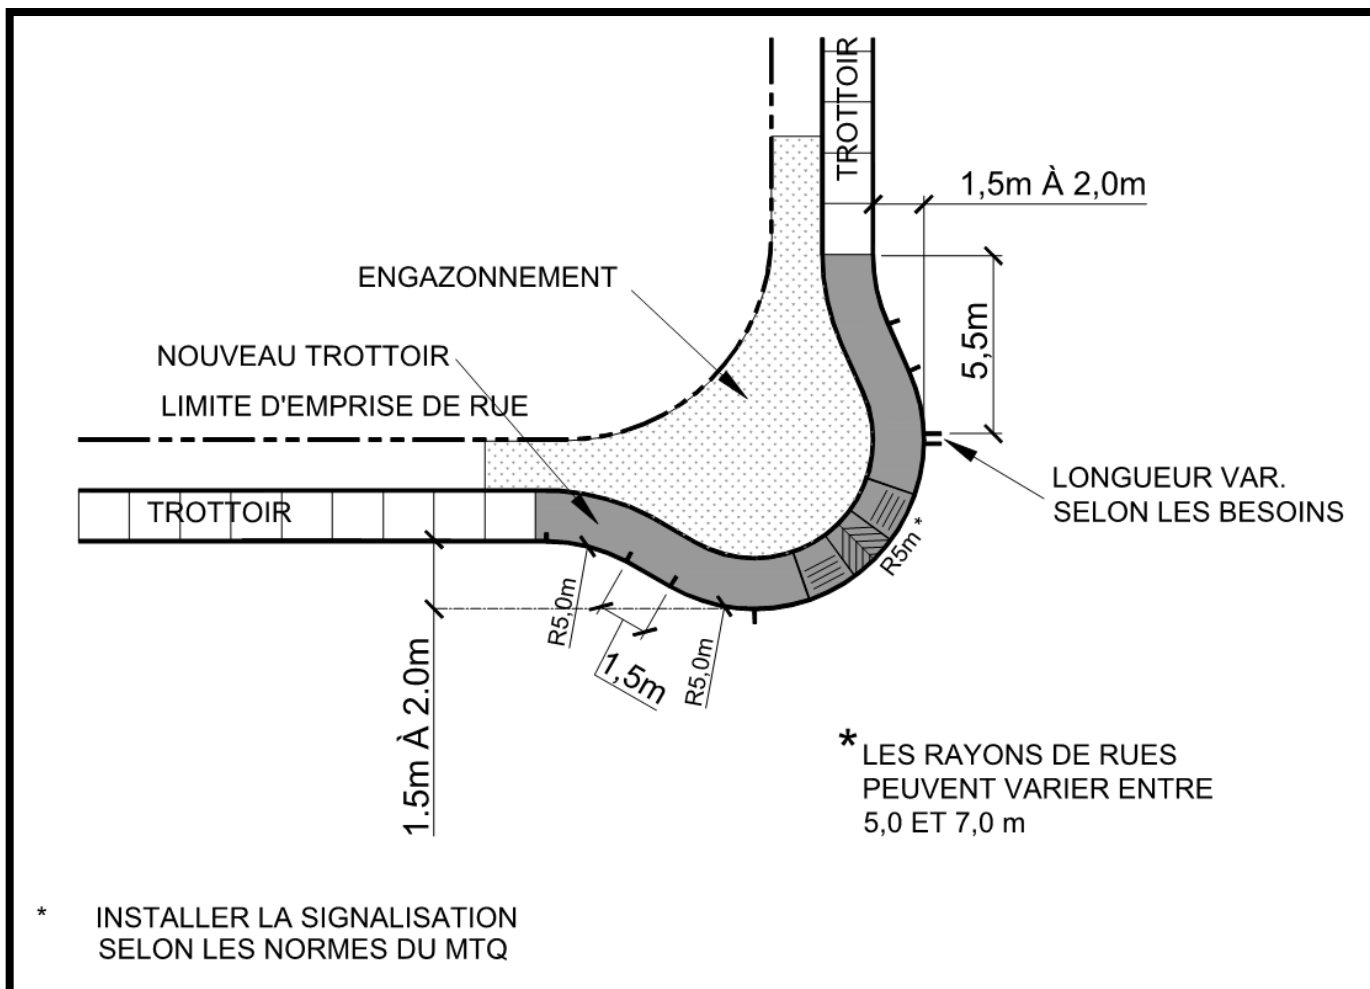 TROTTOIR
1,5m À 2,0m
ENGAZONNEMENT
5,5m
NOUVEAU TROTTOIR
LIMITE D'EMPRISE DE RUE
LONGUEUR VAR.
SELON LES BESOINS
TROTTOIR
R5m *
R5,0m
1,5m
R5,0m
1.5m À 2.0m
* LES RAYONS DE RUES
PEUVENT VARIER ENTRE
5,0 ET 7,0 m
* INSTALLER LA SIGNALISATION
SELON LES NORMES DU MTQ